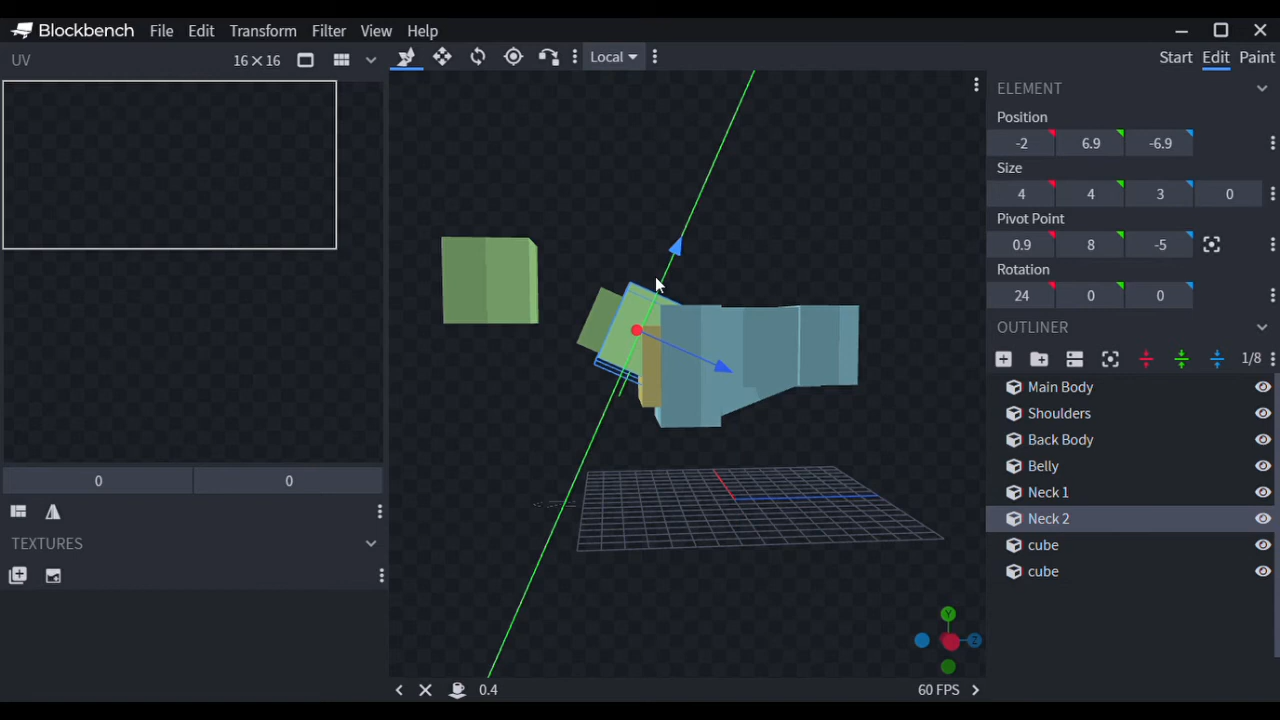 Blockbench File Edit Transform Filter View Help
UV 16×16 Local Start Edit Paint
ELEMENT
Position
-2 6.9 -6.9
Size
4 4 3 0
Pivot Point
0.9 8 -5
Rotation
24 0 0
OUTLINER
1/8
Main Body
Shoulders
Back Body
Belly
Neck 1
Neck 2
cube
cube
0 0
TEXTURES
Y
Z
0.4 60 FPS